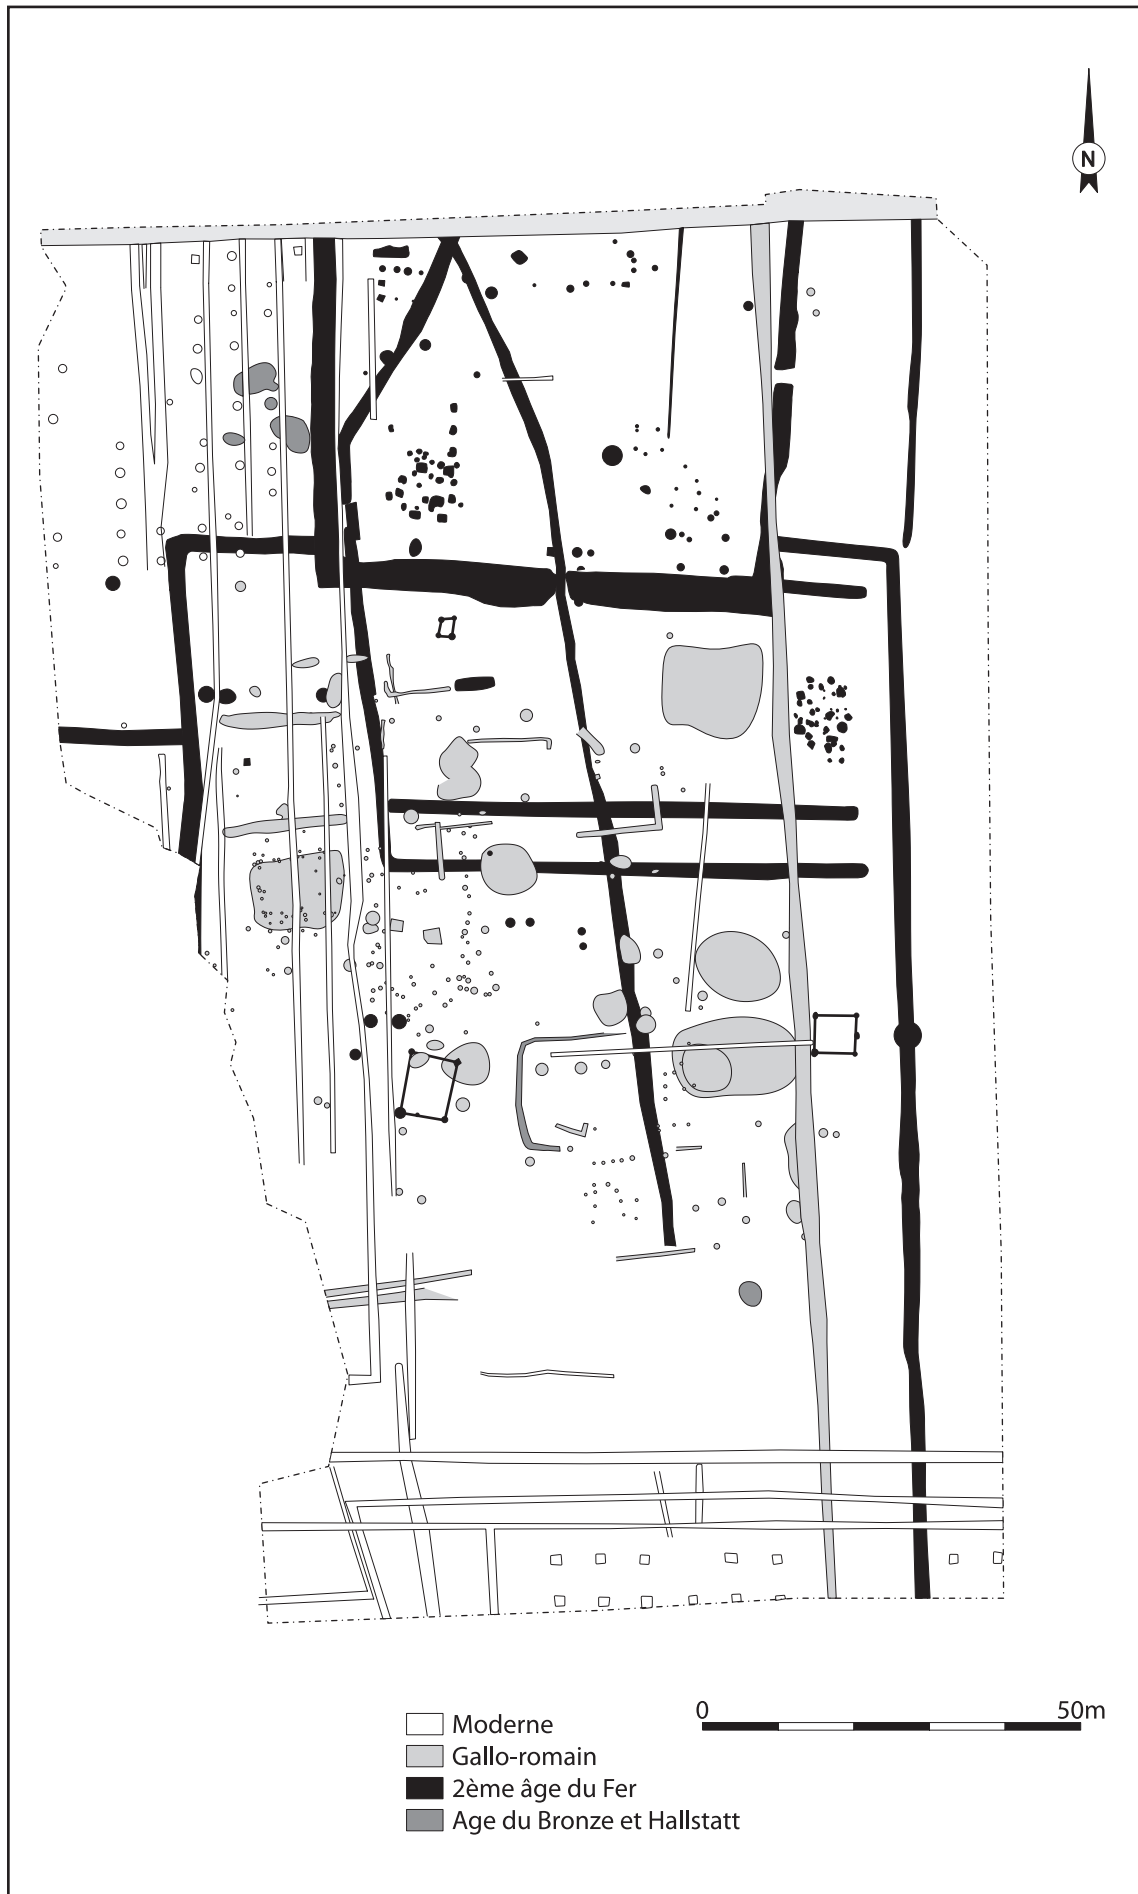 N
0 50m
Moderne
Gallo-romain
2ème âge du Fer
Age du Bronze et Hallstatt